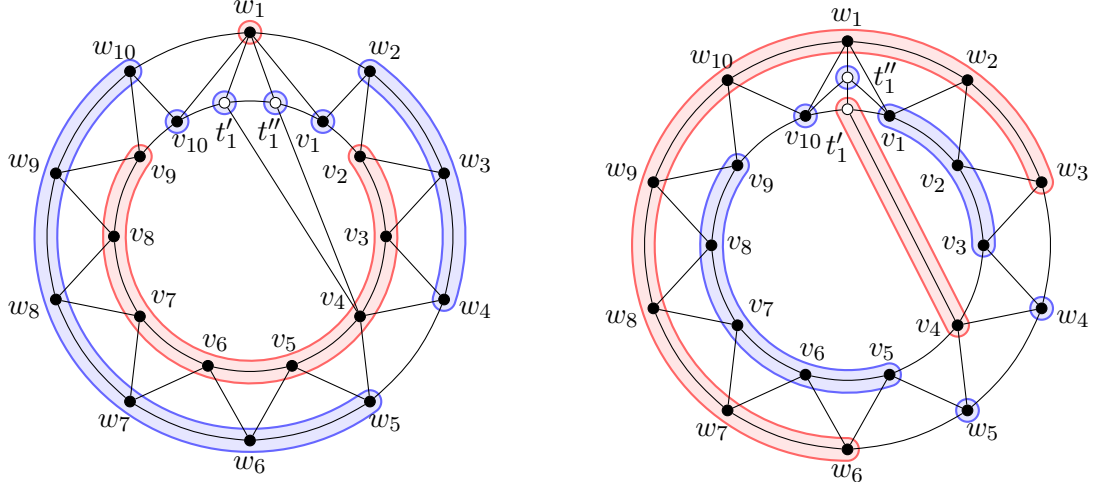 w₁ w₁
w₁₀ w₂ w₁₀ t″₁ w₂
t′₁ t″₁
v₁₀ v₁ v₁₀ t′₁ v₁
w₉ v₉ v₂ w₃ w₉ v₉ v₂ w₃
v₈ v₃ v₈ v₃
w₈ v₇ v₄ w₄ w₈ v₇ v₄ w₄
v₆ v₅ v₆ v₅
w₇ w₅ w₇ w₅
w₆ w₆